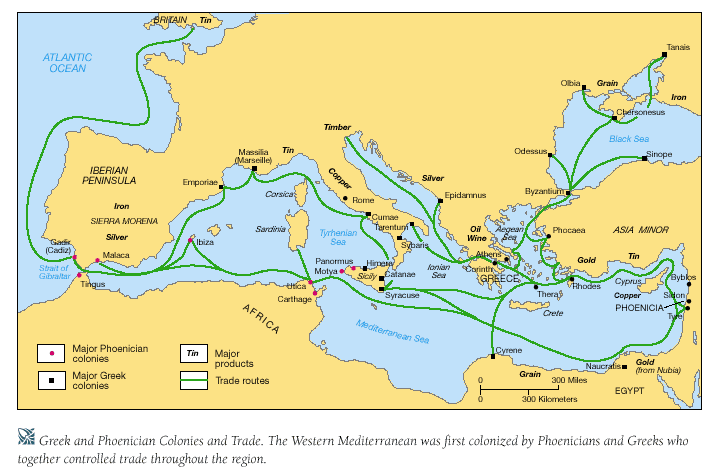 BRITAIN Tin
ATLANTIC
OCEAN
Tanais
Olbia
Grain
Iron
Chersonesus
Timber
Black Sea
Massilia
(Marseille)
Tin
Odessus
Sinope
IBERIAN
PENINSULA
Emporiae
Corsica
Copper
Rome
Silver
Epidamnus
Byzantium
Iron
SIERRA MORENA
Silver
Cumae
Tarentum
Sardinia
Tyrrhenian
Sea
Sybaris
Oil
Wine
Aegean
Sea
Phocaea
ASIA MINOR
Gadir
(Cadiz)
Malaca
Ibiza
Strait of
Gibraltar
Tingus
Panormus
Himera
Motya
Sicily
Catanae
Ionian
Sea
Athens
Corinth
GREECE
Gold
Tin
Utica
Carthage
Syracuse
Thera
Rhodes
Crete
Cyprus
Copper
Byblos
Sidon
PHOENICIA
Tyre
AFRICA
Mediterranean Sea
Cyrene
Grain
Naucratis
Gold
(from Nubia)
EGYPT
Major Phoenician
colonies
Major Greek
colonies
Tin
Major
products
Trade routes
0 300 Miles
0 300 Kilometers
Greek and Phoenician Colonies and Trade. The Western Mediterranean was first colonized by Phoenicians and Greeks who
together controlled trade throughout the region.